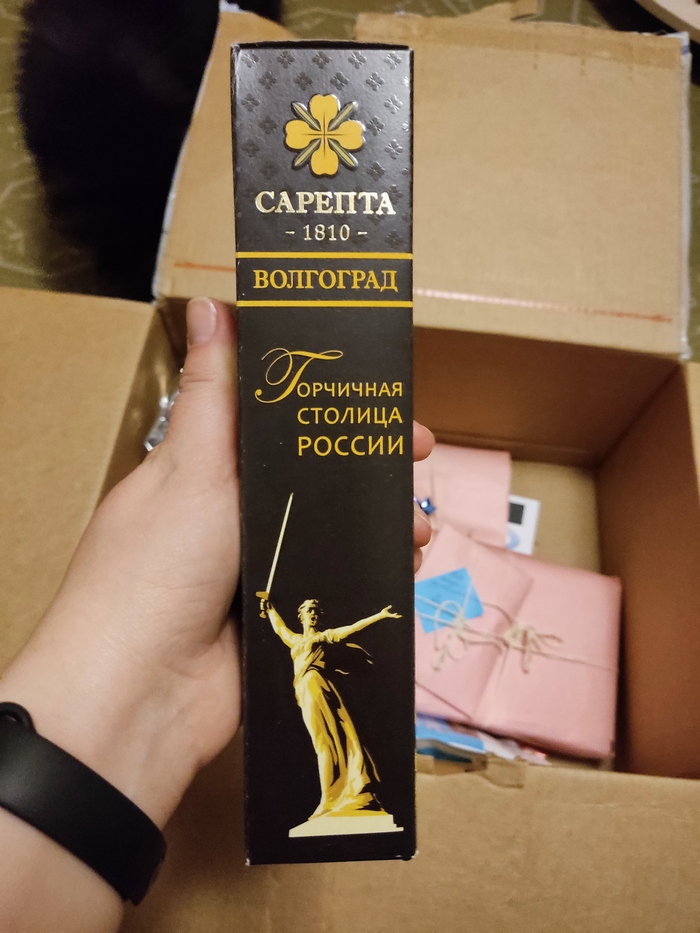 САРЕПТА
- 1810 -
ВОЛГОГРАД
Горчичная
СТОЛИЦА
РОССИИ